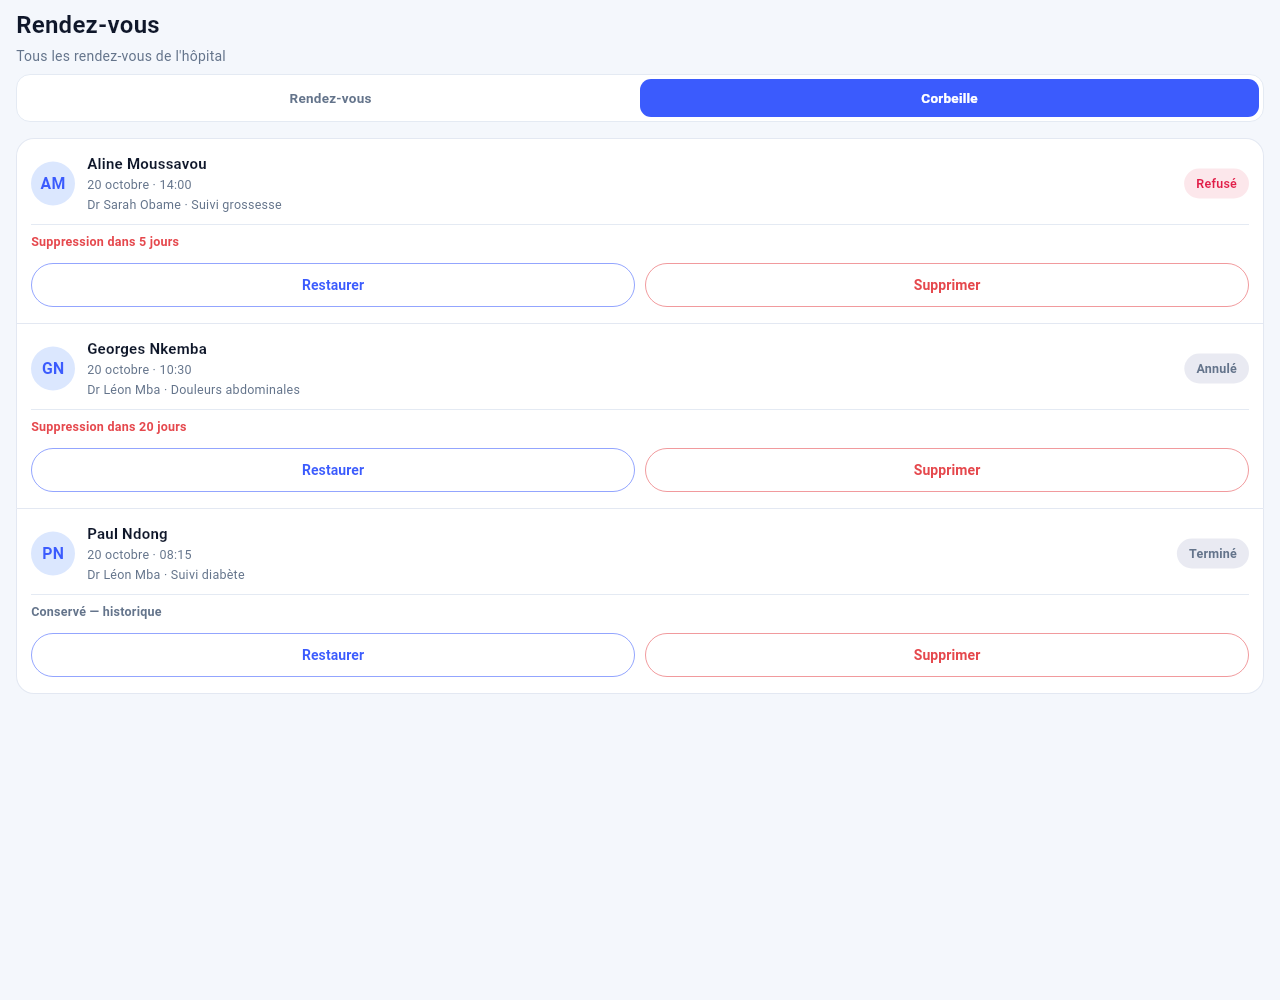 Rendez-vous
Tous les rendez-vous de l'hôpital
Rendez-vous
Corbeille
AM
Aline Moussavou
20 octobre · 14:00
Dr Sarah Obame · Suivi grossesse
Refusé
Suppression dans 5 jours
Restaurer
Supprimer
GN
Georges Nkemba
20 octobre · 10:30
Dr Léon Mba · Douleurs abdominales
Annulé
Suppression dans 20 jours
Restaurer
Supprimer
PN
Paul Ndong
20 octobre · 08:15
Dr Léon Mba · Suivi diabète
Terminé
Conservé — historique
Restaurer
Supprimer